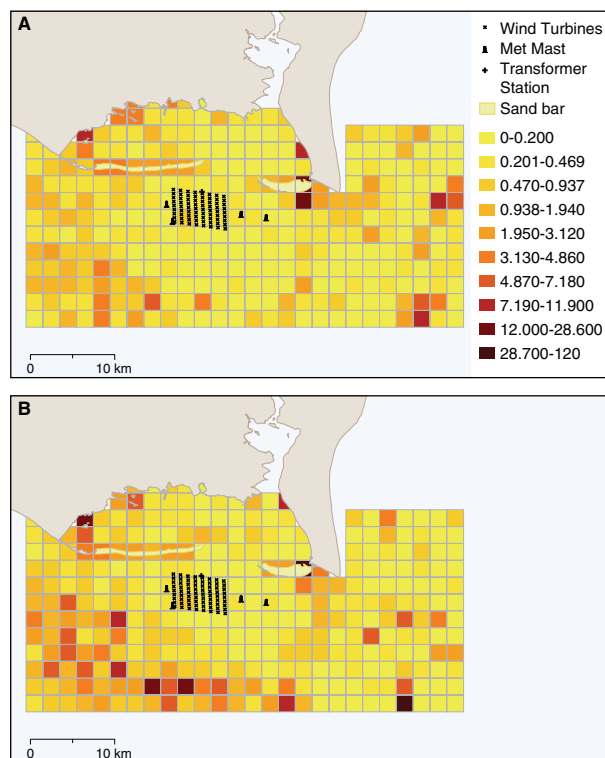 A
Wind Turbines
Met Mast
Transformer
Station
Sand bar
0-0.200
0.201-0.469
0.470-0.937
0.938-1.940
1.950-3.120
3.130-4.860
4.870-7.180
7.190-11.900
12.000-28.600
28.700-120
0 10 km
B
0 10 km